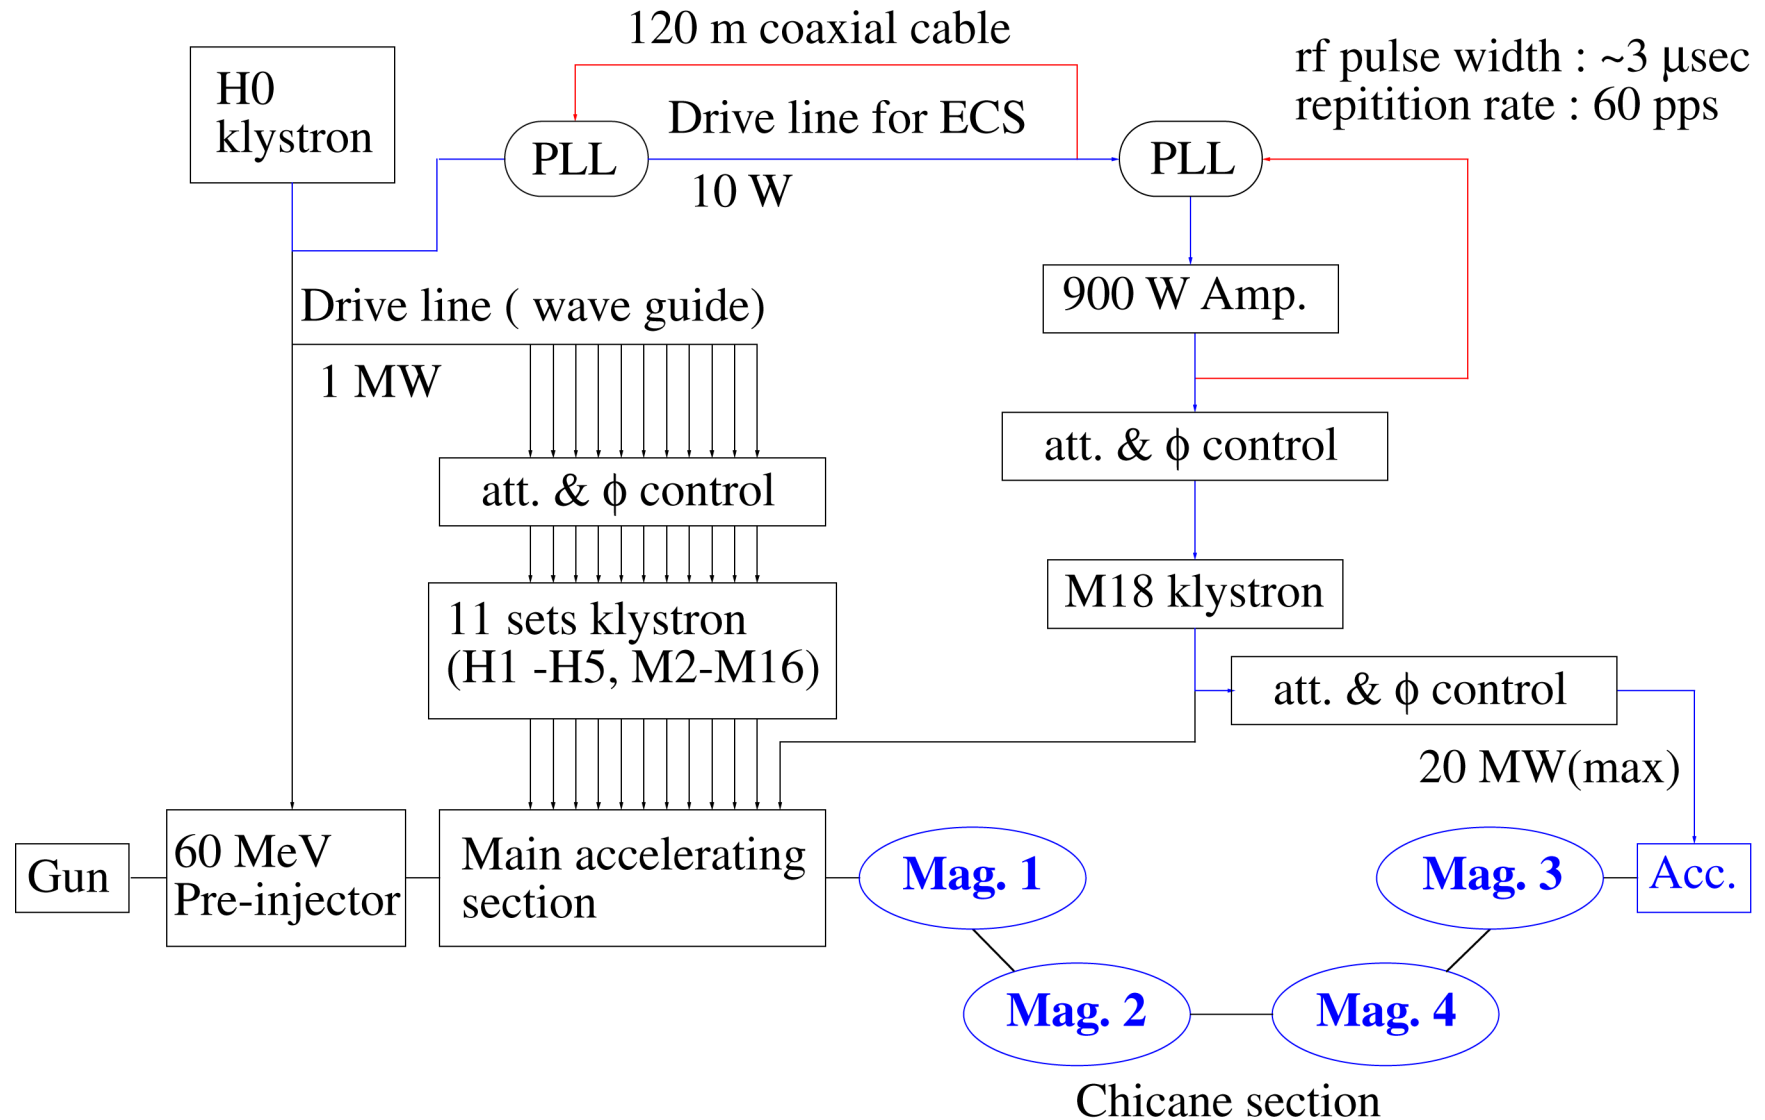 120 m coaxial cable
rf pulse width : ~3 μsec
repitition rate : 60 pps
H0
klystron
Drive line for ECS
PLL
PLL
10 W
900 W Amp.
Drive line ( wave guide)
1 MW
att. & ϕ control
att. & ϕ control
M18 klystron
11 sets klystron
(H1 -H5, M2-M16)
att. & ϕ control
20 MW(max)
Gun
60 MeV
Pre-injector
Main accelerating
section
Mag. 1
Mag. 3
Acc.
Mag. 2
Mag. 4
Chicane section